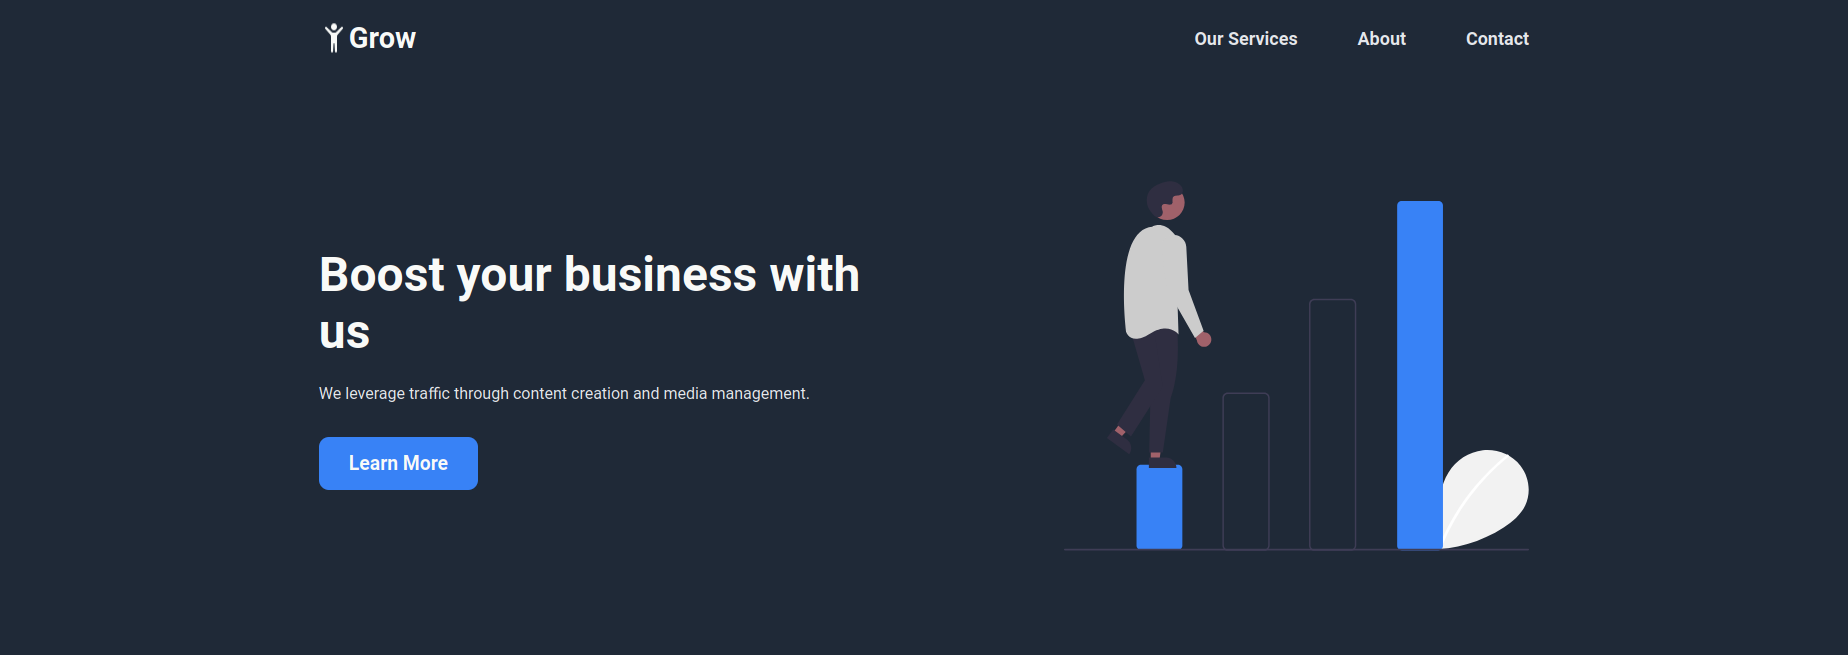 Grow
Our Services
About
Contact
Boost your business with
us
We leverage traffic through content creation and media management.
Learn More